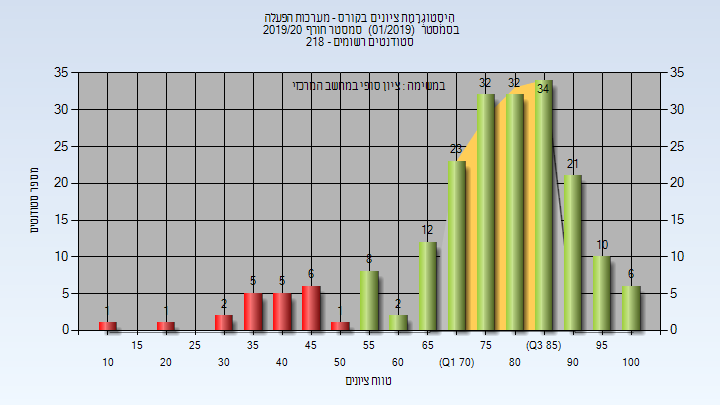 היסטוגרמת ציונים בקורס - מערכות הפעלה
בסמסטר (01/2019) סמסטר חורף 2019/20
סטודנטים רשומים - 218
במשימה : ציון סופי במחשב המרכזי
מספר סטודנטים
35 35
30 30
25 25
20 20
15 15
10 10
5 5
0 0
1 1 2 5 5 6 1 8 2 12 23 32 32 34 21 10 6
15 25 35 45 55 65 75 (Q3 85) 95
10 20 30 40 50 60 (Q1 70) 80 90 100
טווח ציונים